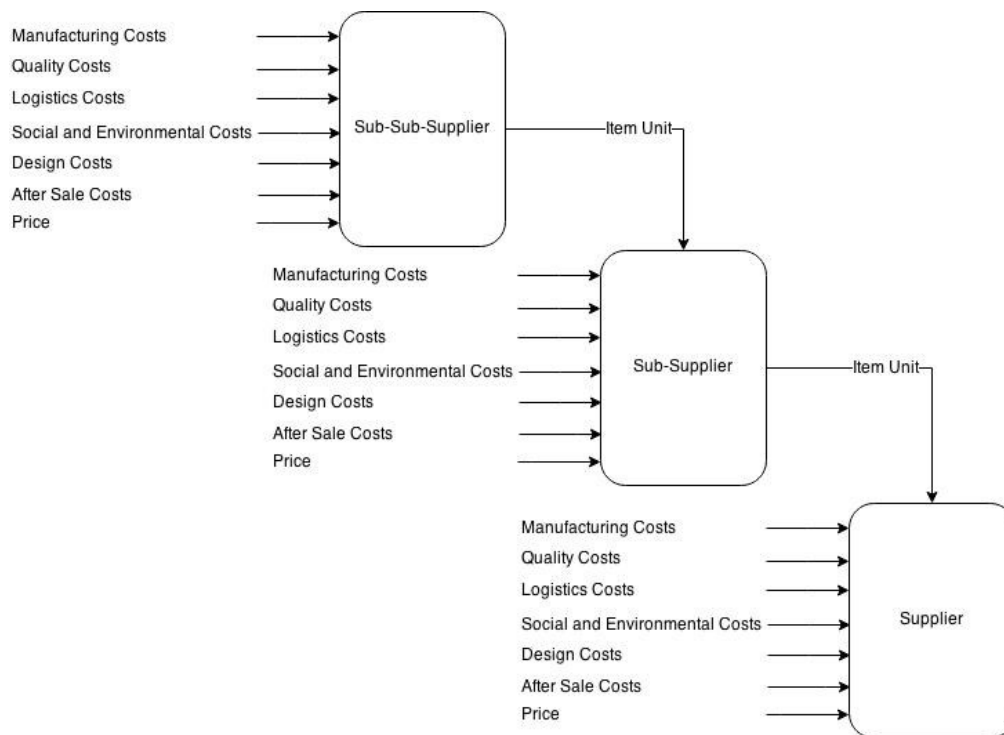 Manufacturing Costs
Quality Costs
Logistics Costs
Social and Environmental Costs
Design Costs
After Sale Costs
Price
Sub-Sub-Supplier
Item Unit
Manufacturing Costs
Quality Costs
Logistics Costs
Social and Environmental Costs
Design Costs
After Sale Costs
Price
Sub-Supplier
Item Unit
Manufacturing Costs
Quality Costs
Logistics Costs
Social and Environmental Costs
Design Costs
After Sale Costs
Price
Supplier